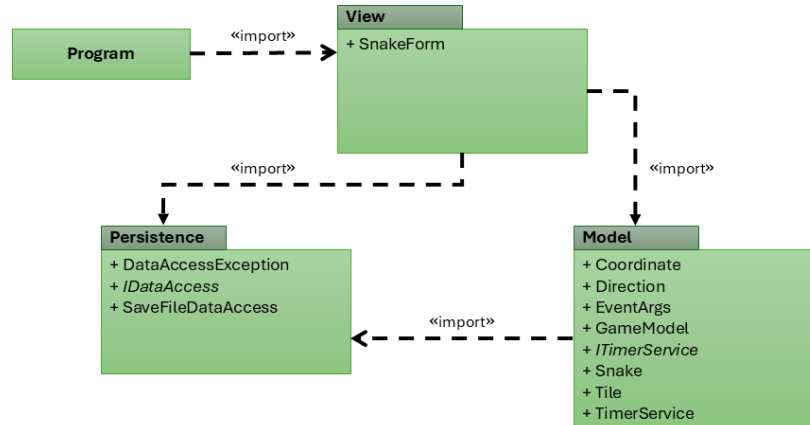 View
«import»
+ SnakeForm
Program
«import»
«import»
Persistence
+ DataAccessException
+ IDataAccess
+ SaveFileDataAccess
Model
+ Coordinate
+ Direction
+ EventArgs
+ GameModel
+ ITimerService
+ Snake
+ Tile
+ TimerService
«import»